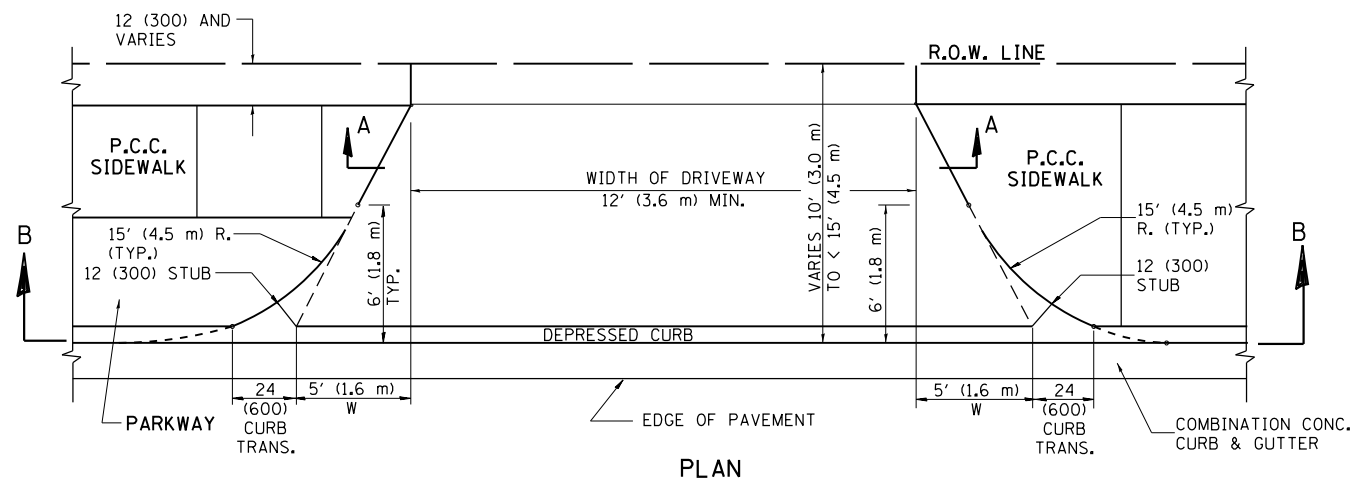 12 (300) AND
VARIES
R.O.W. LINE
A
A
P.C.C.
SIDEWALK
P.C.C.
SIDEWALK
WIDTH OF DRIVEWAY
12' (3.6 m) MIN.
VARIES 10' (3.0 m)
TO < 15' (4.5 m)
15' (4.5 m) R.
(TYP.)
12 (300) STUB
6' (1.8 m)
TYP.
6' (1.8 m)
15' (4.5 m)
R. (TYP.)
12 (300)
STUB
B
B
DEPRESSED CURB
24
(600)
CURB
TRANS.
5' (1.6 m)
W
5' (1.6 m)
W
24
(600)
CURB
TRANS.
PARKWAY
EDGE OF PAVEMENT
COMBINATION CONC.
CURB & GUTTER
PLAN